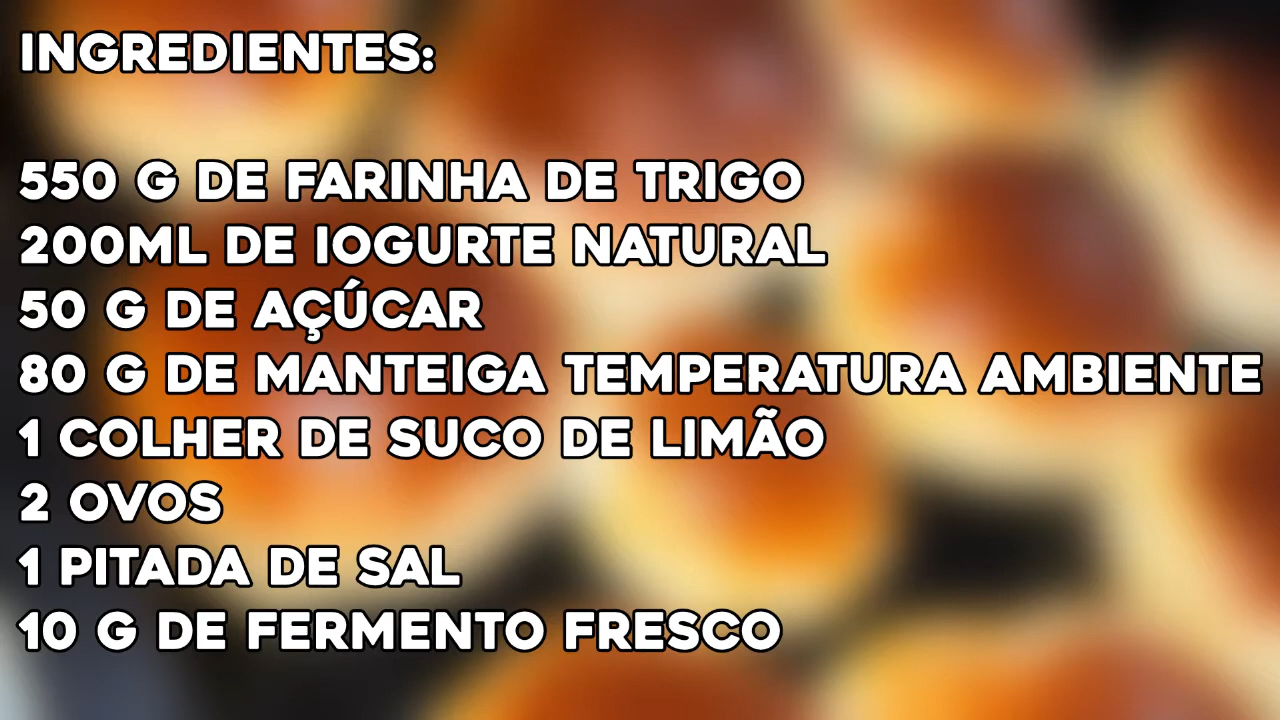 INGREDIENTES:
550 G DE FARINHA DE TRIGO
200ML DE IOGURTE NATURAL
50 G DE AÇÚCAR
80 G DE MANTEIGA TEMPERATURA AMBIENTE
1 COLHER DE SUCO DE LIMÃO
2 OVOS
1 PITADA DE SAL
10 G DE FERMENTO FRESCO